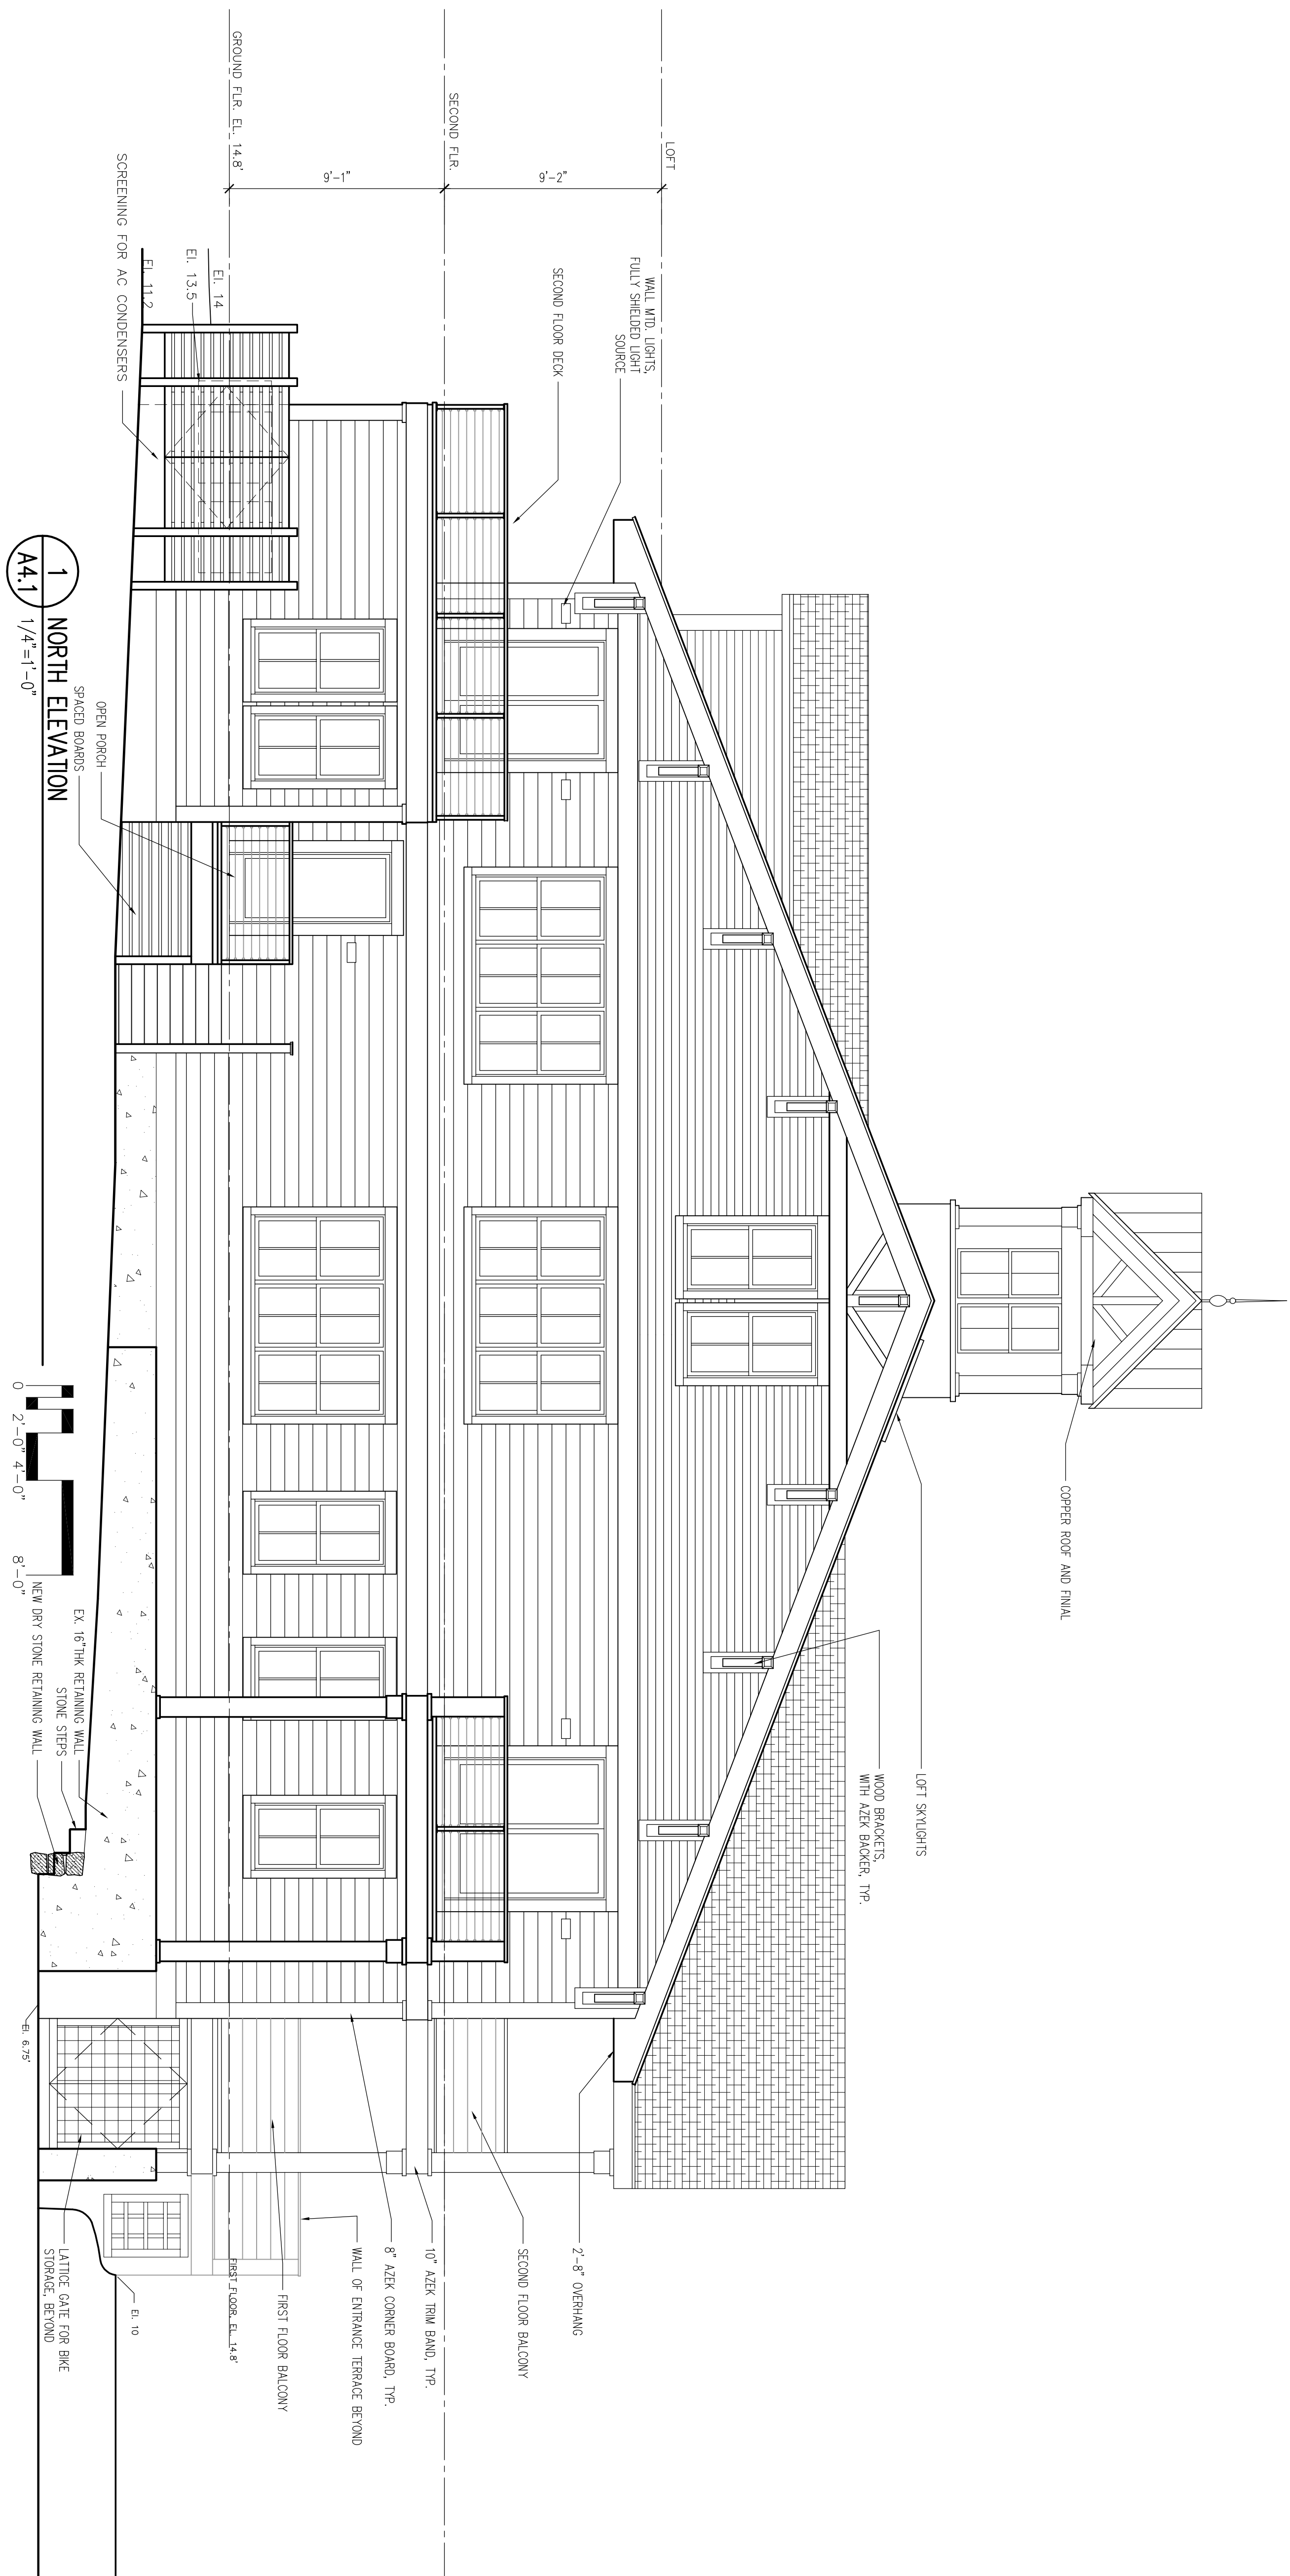 COPPER ROOF AND FINIAL
LOFT SKYLIGHTS
WOOD BRACKETS,
WITH AZEK BACKER, TYP.
LOFT
WALL MTD. LIGHTS,
FULLY SHIELDED LIGHT
SOURCE
2'-8" OVERHANG
9'-2"
SECOND FLOOR DECK
SECOND FLOOR BALCONY
SECOND FLR.
10" AZEK TRIM BAND, TYP.
8" AZEK CORNER BOARD, TYP.
9'-1"
WALL OF ENTRANCE TERRACE BEYOND
FIRST FLOOR BALCONY
GROUND FLR. EL. 14.8'
FIRST FLOOR, EL. 14.8'
El. 14
El. 13.5
El. 11.2
SCREENING FOR AC CONDENSERS
El. 10
OPEN PORCH
SPACED BOARDS
EX. 16"THK RETAINING WALL
STONE STEPS
NEW DRY STONE RETAINING WALL
LATTICE GATE FOR BIKE
STORAGE, BEYOND
El. 6.75'
1
A4.1
NORTH ELEVATION
1/4"=1'-0"
0 2'-0" 4'-0" 8'-0"